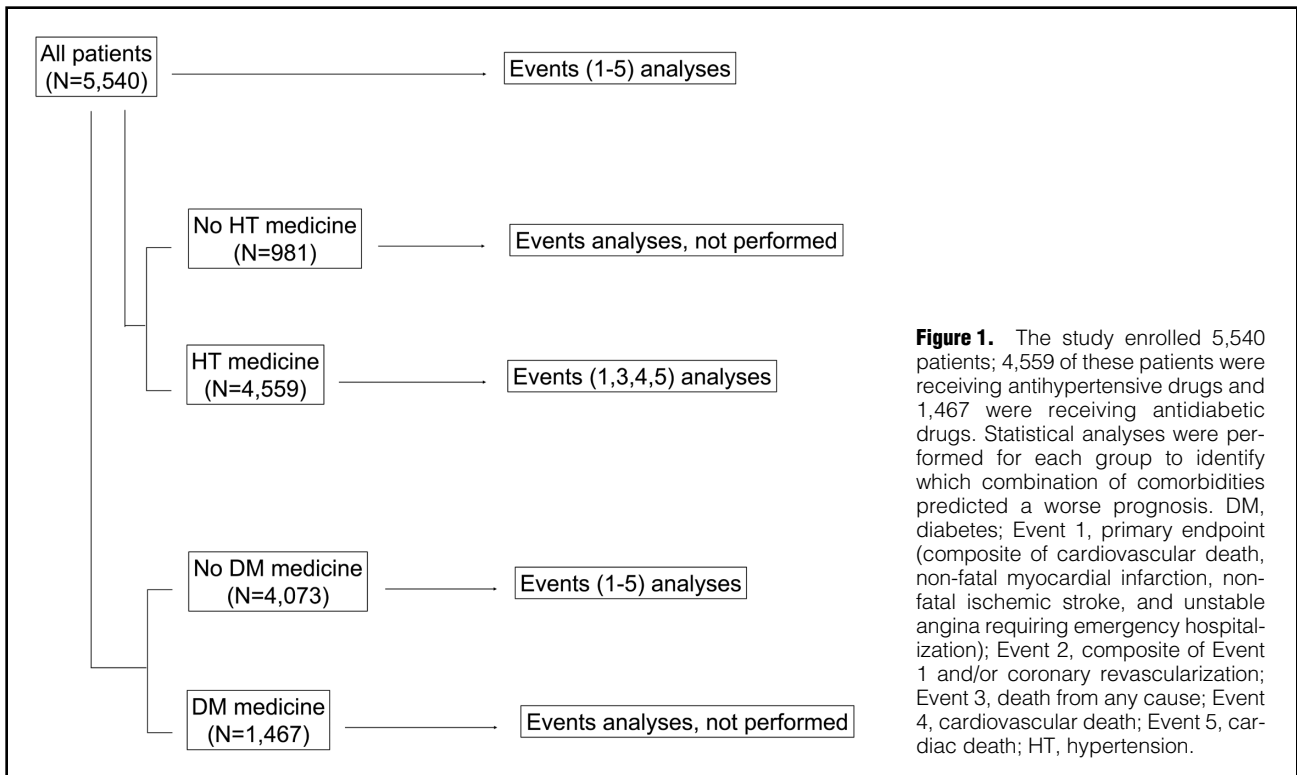 All patients
(N=5,540)
Events (1-5) analyses
No HT medicine
(N=981)
Events analyses, not performed
HT medicine
(N=4,559)
Events (1,3,4,5) analyses
No DM medicine
(N=4,073)
Events (1-5) analyses
DM medicine
(N=1,467)
Events analyses, not performed
Figure 1. The study enrolled 5,540
patients; 4,559 of these patients were
receiving antihypertensive drugs and
1,467 were receiving antidiabetic
drugs. Statistical analyses were per-
formed for each group to identify
which combination of comorbidities
predicted a worse prognosis. DM,
diabetes; Event 1, primary endpoint
(composite of cardiovascular death,
non-fatal myocardial infarction, non-
fatal ischemic stroke, and unstable
angina requiring emergency hospital-
ization); Event 2, composite of Event
1 and/or coronary revascularization;
Event 3, death from any cause; Event
4, cardiovascular death; Event 5, car-
diac death; HT, hypertension.